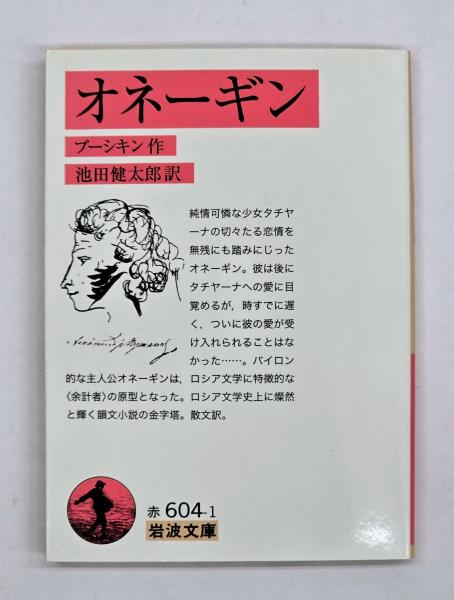 オネーギン
プーシキン作
池田健太郎訳
純情可憐な少女タチヤ
ーナの切々たる恋情を
無残にも踏みにじった
オネーギン。彼は後に
タチヤーナへの愛に目
覚めるが，時すでに遅
く，ついに彼の愛が受
け入れられることはな
かった……。バイロン
的な主人公オネーギンは，ロシア文学に特徴的な
〈余計者〉の原型となった。ロシア文学史上に燦然
と輝く韻文小説の金字塔。散文訳。
赤 604-1
岩波文庫